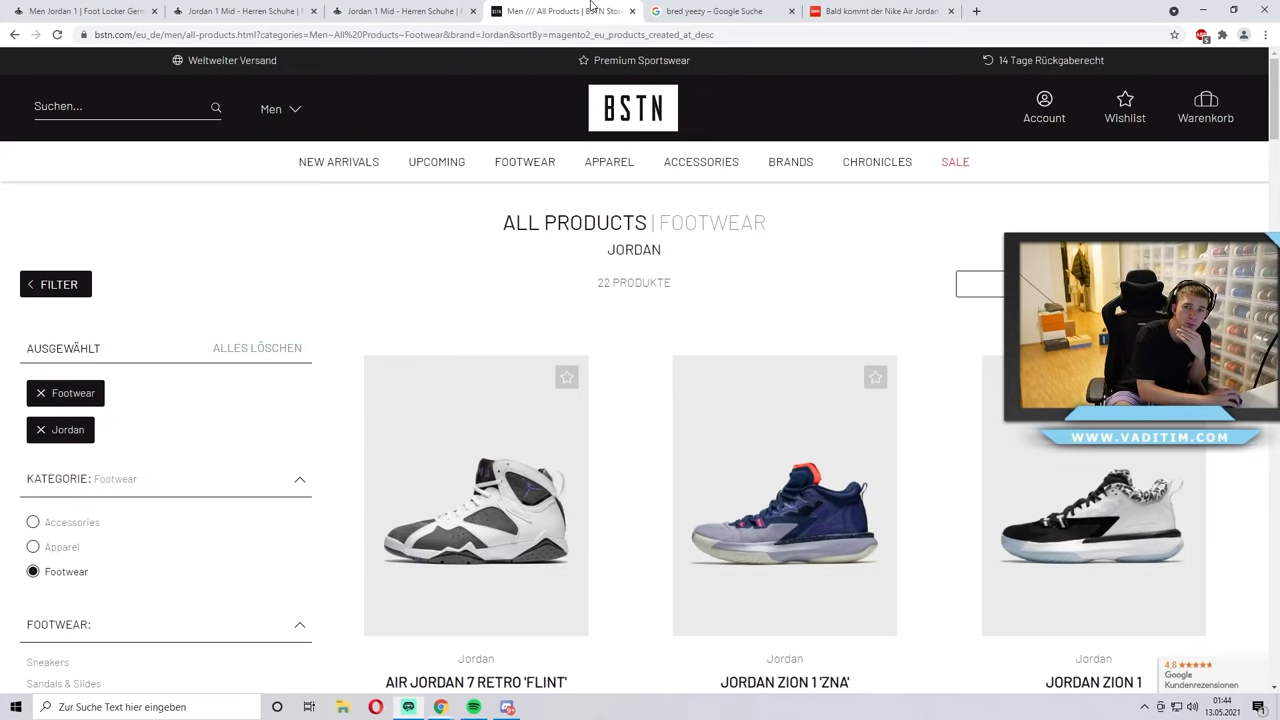 Men Jordan 1 | Foot Locker Germ
Jordan 1 Mid - Herren Schuhe | F
Jordan 1 Mid - Herren Schuhe | F
Men /// All Products | BSTN Store
bred yeezy – Google Suche
Bald kommt der Nike Air Jordan
bstn.com/eu_de/men/all-products.html?categories=Men~All%20Products~Footwear&brand=Jordan&sortBy=magento2_eu_products_created_at_desc
Weltweiter Versand
Premium Sportswear
14 Tage Rückgaberecht
Suchen...
Men
BSTN
Account
Wishlist
Warenkorb
NEW ARRIVALS
UPCOMING
FOOTWEAR
APPAREL
ACCESSORIES
BRANDS
CHRONICLES
SALE
ALL PRODUCTS | FOOTWEAR
JORDAN
22 PRODUKTE
FILTER
AUSGEWÄHLT
ALLES LÖSCHEN
Footwear
Jordan
KATEGORIE: Footwear
Accessories
Apparel
Footwear
FOOTWEAR:
Sneakers
Sandals & Slides
Jordan
AIR JORDAN 7 RETRO 'FLINT'
Jordan
JORDAN ZION 1 'ZNA'
Jordan
JORDAN ZION 1
WWW.VADITIM.COM
4,8
Google
Kundenrezensionen
Zur Suche Text hier eingeben
01:44
13.05.2021